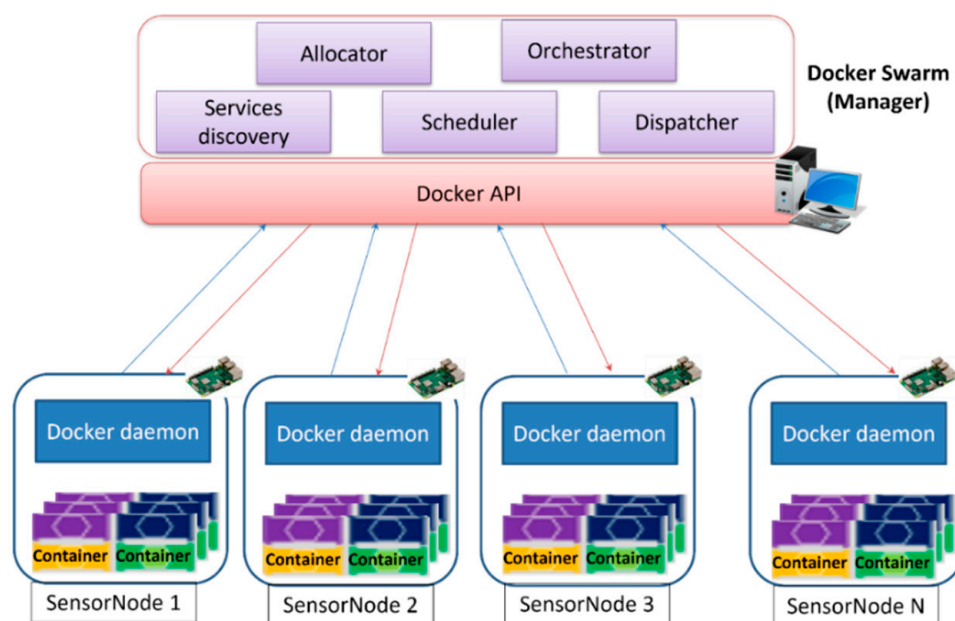 Allocator
Orchestrator
Docker Swarm
(Manager)
Services
discovery
Scheduler
Dispatcher
Docker API
Docker daemon
Docker daemon
Docker daemon
Docker daemon
Container
Container
Container
Container
Container
Container
Container
Container
SensorNode 1
SensorNode 2
SensorNode 3
SensorNode N